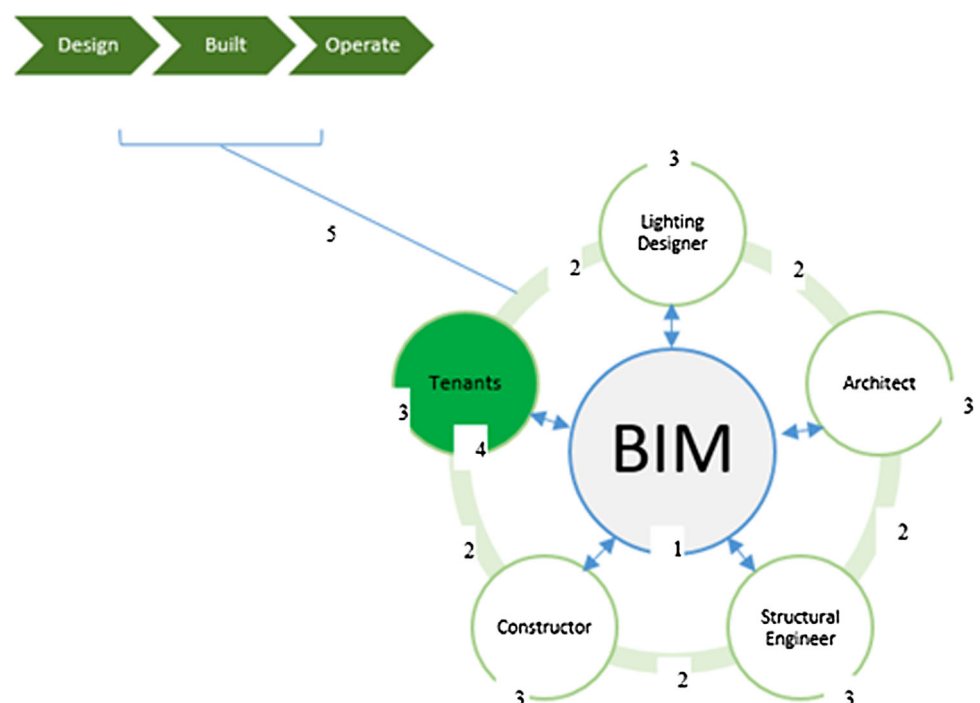 Design
Built
Operate
3
Lighting
Designer
5
2
2
Tenants
Architect
3
3
4
BIM
2
1
2
Constructor
Structural
Engineer
2
3
3